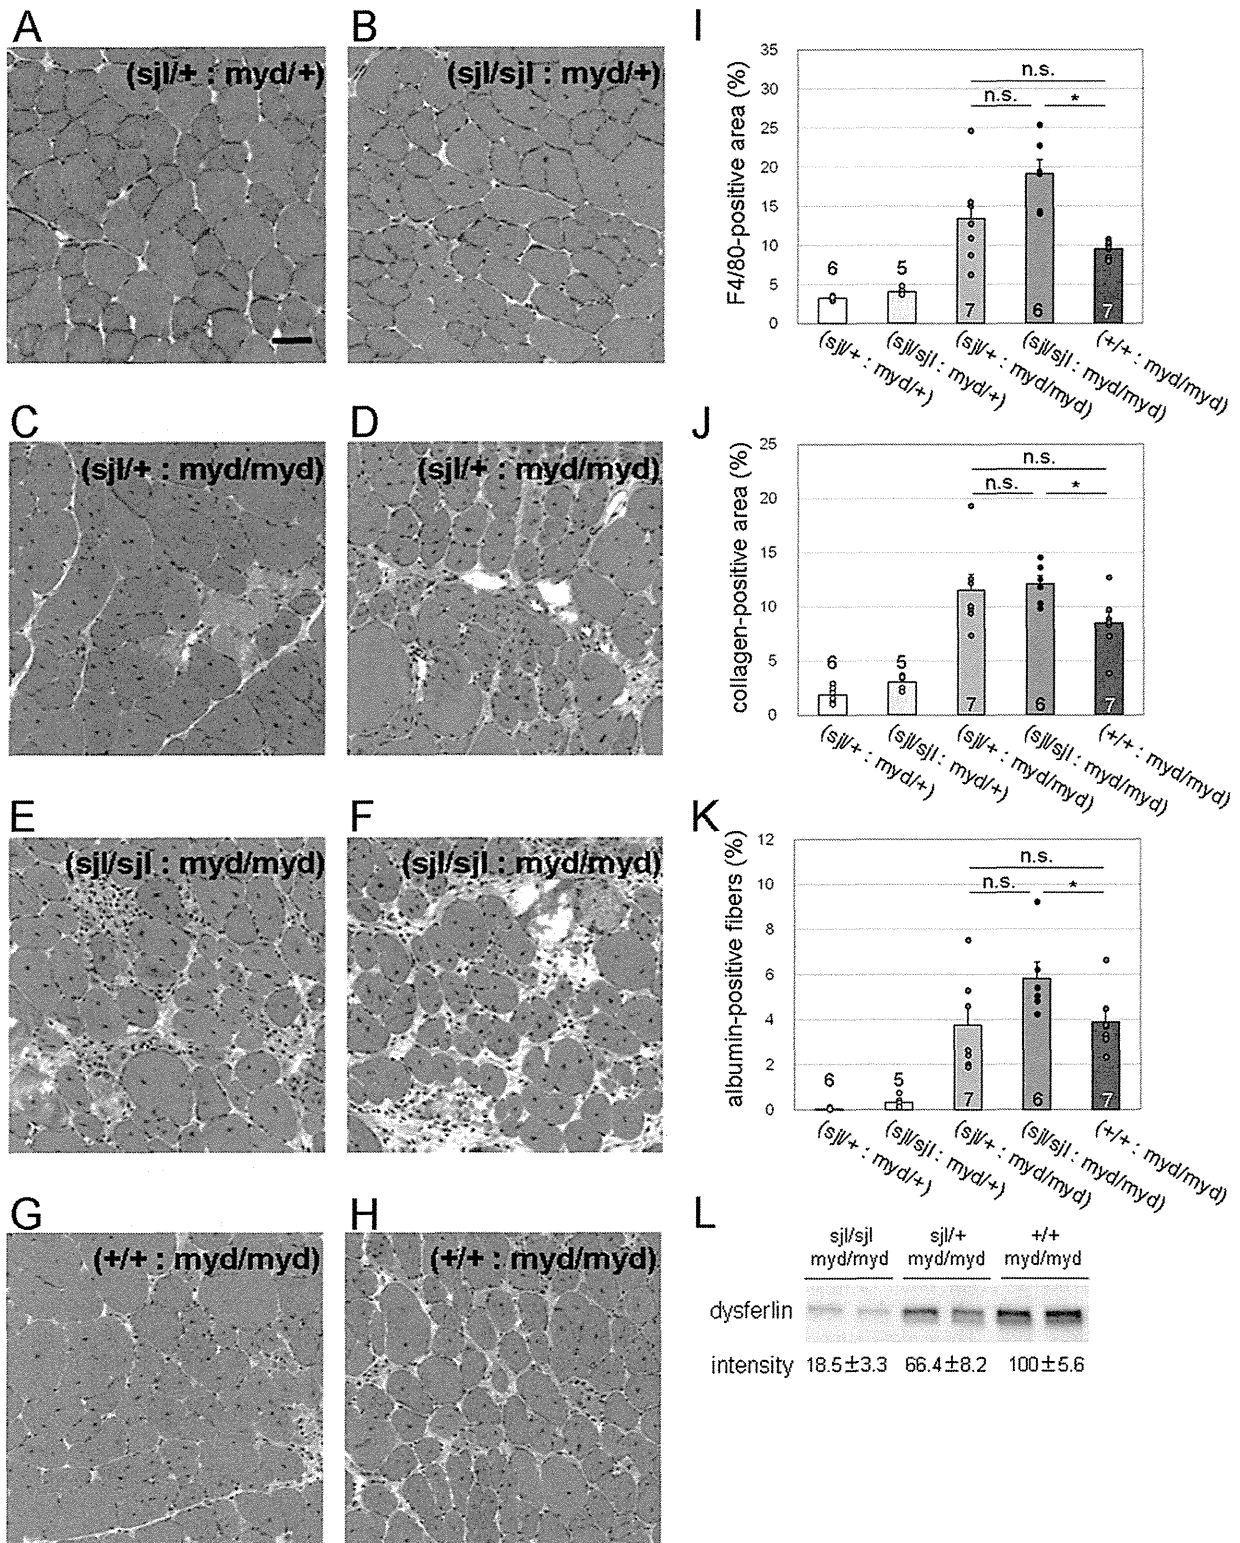 A
(sjl/+ : myd/+)
B
(sjl/sjl : myd/+)
C
(sjl/+ : myd/myd)
D
(sjl/+ : myd/myd)
E
(sjl/sjl : myd/myd)
F
(sjl/sjl : myd/myd)
G
(+/+ : myd/myd)
H
(+/+ : myd/myd)
I
F4/80-positive area (%)
35
30
25
20
15
10
5
0
n.s.
n.s. *
6 5 7 6 7
(sjl/+ : myd/+)
(sjl/sjl : myd/+)
(sjl/+ : myd/myd)
(sjl/sjl : myd/myd)
(+/+ : myd/myd)
J
collagen-positive area (%)
25
20
15
10
5
0
n.s.
n.s. *
6 5 7 6 7
(sjl/+ : myd/+)
(sjl/sjl : myd/+)
(sjl/+ : myd/myd)
(sjl/sjl : myd/myd)
(+/+ : myd/myd)
K
albumin-positive fibers (%)
12
10
8
6
4
2
0
n.s.
n.s. *
6 5 7 6 7
(sjl/+ : myd/+)
(sjl/sjl : myd/+)
(sjl/+ : myd/myd)
(sjl/sjl : myd/myd)
(+/+ : myd/myd)
L
sjl/sjl sjl/+ +/+
myd/myd myd/myd myd/myd
dysferlin
intensity 18.5±3.3 66.4±8.2 100±5.6